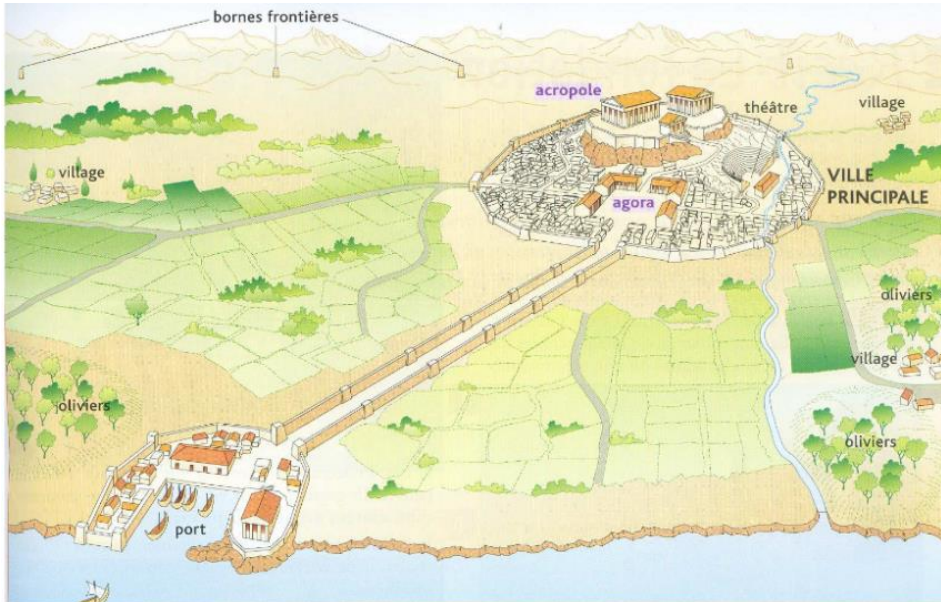 bornes frontières
acropole
théâtre
village
village
VILLE
PRINCIPALE
agora
oliviers
village
oliviers
oliviers
port